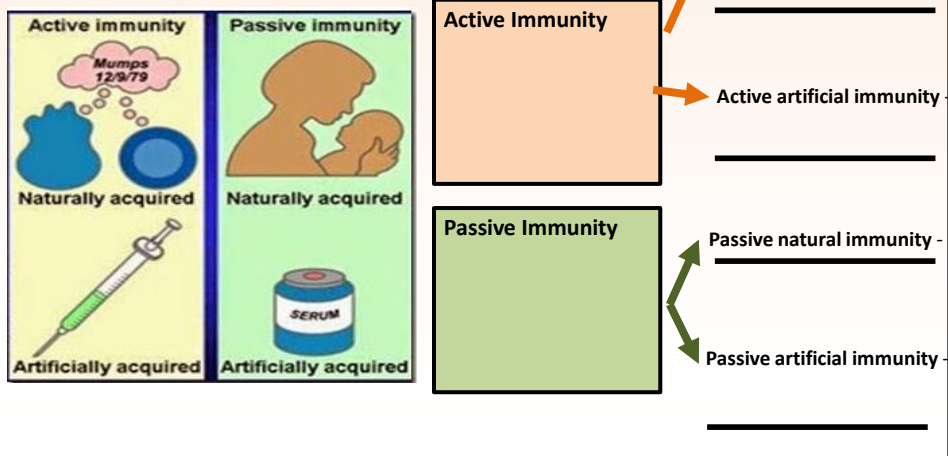 Active immunity
Passive immunity
Mumps
12/9/79
Naturally acquired
Naturally acquired
SERUM
Artificially acquired
Artificially acquired
Active Immunity
Active artificial immunity -
Passive Immunity
Passive natural immunity -
Passive artificial immunity -